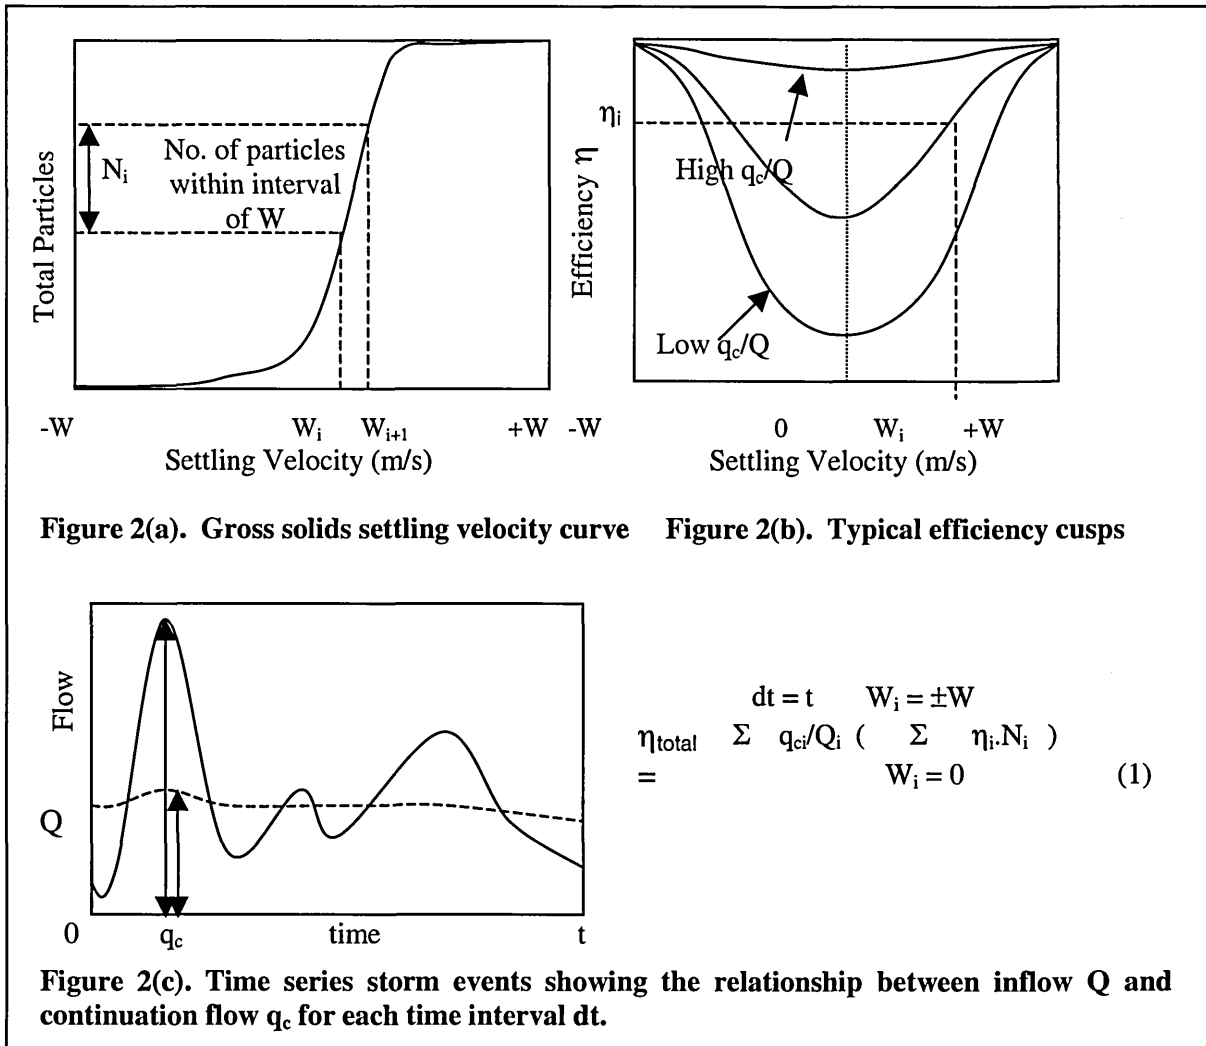 Total Particles
N_i
No. of particles
within interval
of W
-W
W_i
W_{i+1}
+W
Settling Velocity (m/s)
Efficiency η
η_i
High q_c/Q
Low q_c/Q
-W
0
W_i
+W
Settling Velocity (m/s)
Figure 2(a). Gross solids settling velocity curve
Figure 2(b). Typical efficiency cusps
Flow
Q
0
q_c
time
t
dt = t W_i = ±W
η_total Σ q_ci/Q_i ( Σ η_i.N_i )
= W_i = 0 (1)
Figure 2(c). Time series storm events showing the relationship between inflow Q and
continuation flow q_c for each time interval dt.